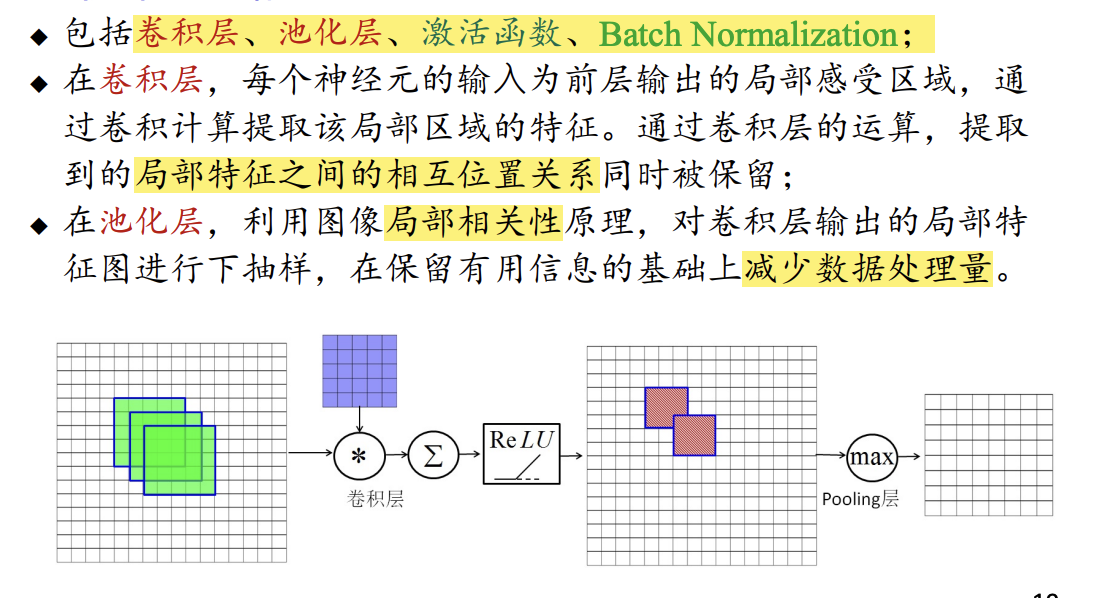 ◆ 包括卷积层、池化层、激活函数、Batch Normalization；
◆ 在卷积层，每个神经元的输入为前层输出的局部感受区域，通
过卷积计算提取该局部区域的特征。通过卷积层的运算，提取
到的局部特征之间的相互位置关系同时被保留；
◆ 在池化层，利用图像局部相关性原理，对卷积层输出的局部特
征图进行下抽样，在保留有用信息的基础上减少数据处理量。
*
Σ
ReLU
max
卷积层
Pooling层